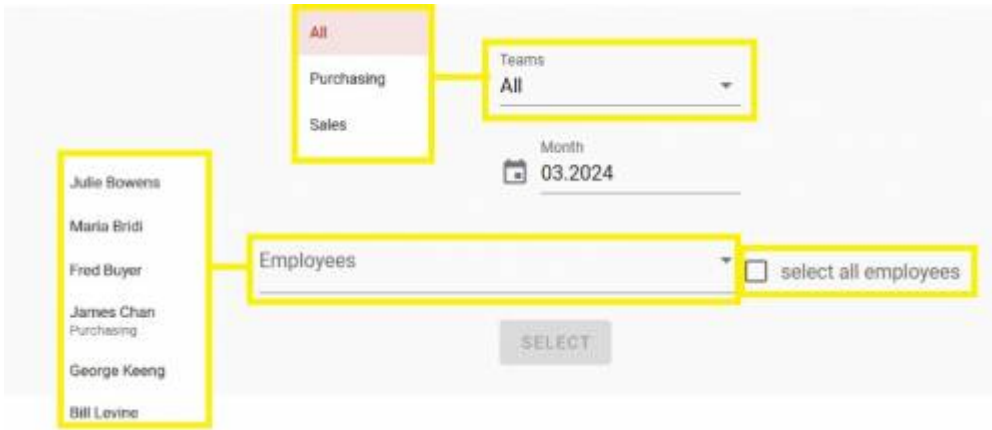 All
Purchasing
Sales
Teams
All
Month
03.2024
Julie Bowens
Maria Bridi
Fred Buyer
James Chan
Purchasing
George Keeng
Bill Levine
Employees
select all employees
SELECT